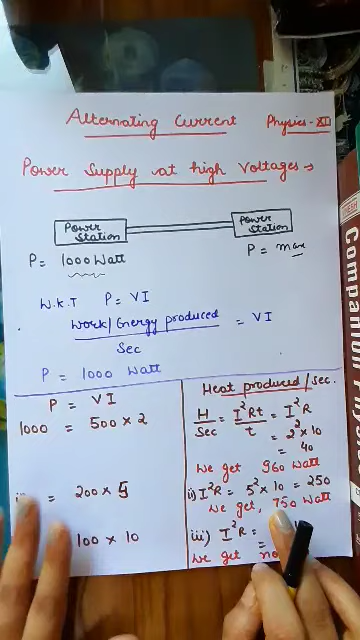 Alternating Current Physics-XII
Power Supply at high Voltages →
Power Station
Power Station
P = 1000 Watt
P = max
W.K.T P = VI
Work/Energy produced / Sec = VI
P = 1000 Watt
P = VI
1000 = 500 × 2
= 200 × 5
100 × 10
Heat produced/Sec.
H/Sec = I²Rt/t = I²R
= 2² × 10
= 40
We get 960 watt
ii) I²R = 5² × 10 = 250
We get, 750 watt
iii) I²R =
=
We get no